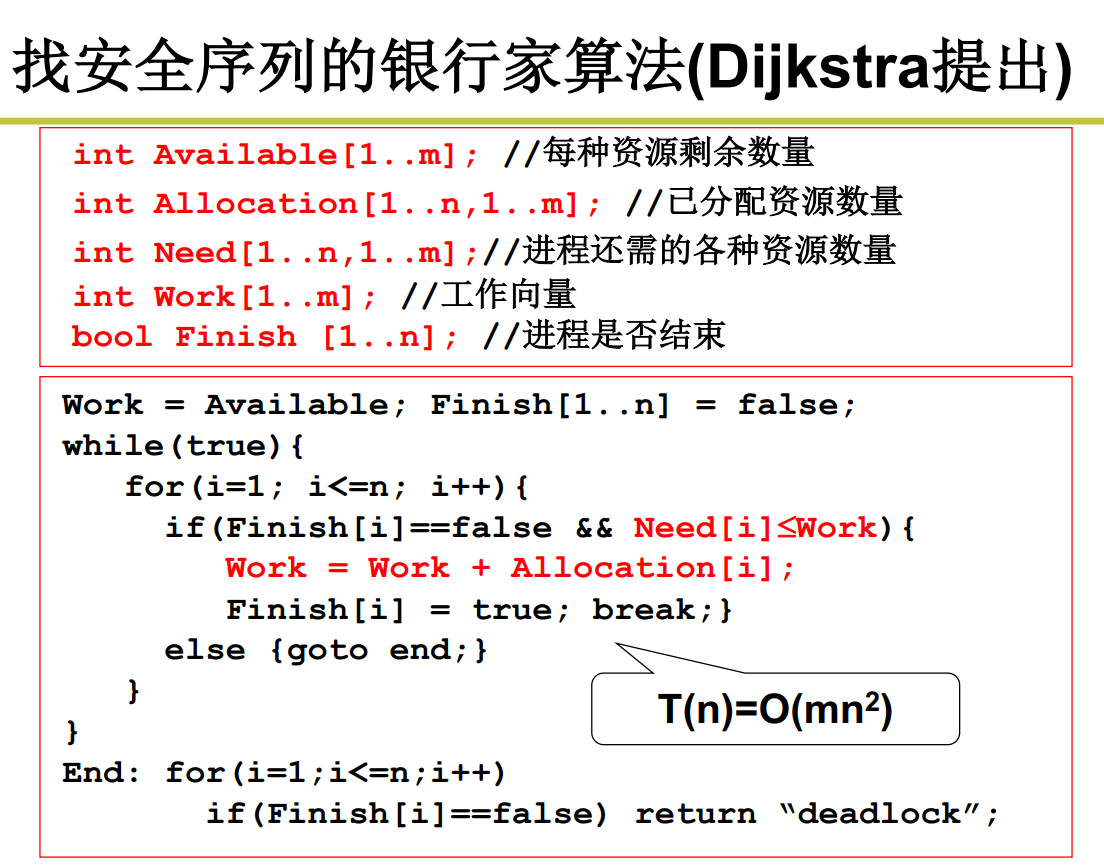 找安全序列的银行家算法(Dijkstra提出)
int Available[1..m]; //每种资源剩余数量
int Allocation[1..n,1..m]; //已分配资源数量
int Need[1..n,1..m];//进程还需的各种资源数量
int Work[1..m]; //工作向量
bool Finish [1..n]; //进程是否结束
Work = Available; Finish[1..n] = false;
while(true){
for(i=1; i<=n; i++){
if(Finish[i]==false && Need[i]≤Work){
Work = Work + Allocation[i];
Finish[i] = true; break;}
else {goto end;}
}
T(n)=O(mn²)
}
End: for(i=1;i<=n;i++)
if(Finish[i]==false) return “deadlock”;